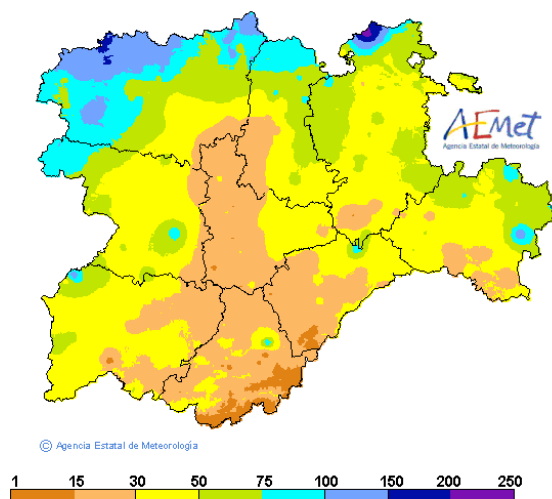 AEMet
Agencia Estatal de Meteorología
© Agencia Estatal de Meteorología
1 15 30 50 75 100 150 200 250